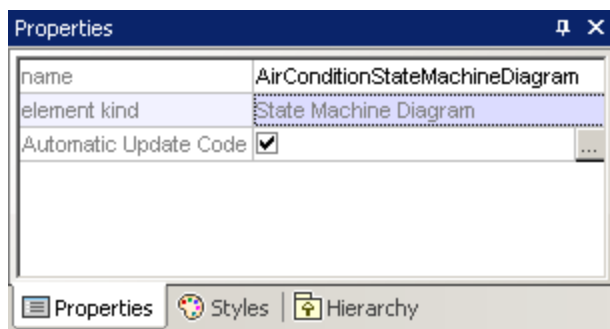 Properties
name AirConditionStateMachineDiagram
element kind State Machine Diagram
Automatic Update Code ...
Properties Styles Hierarchy